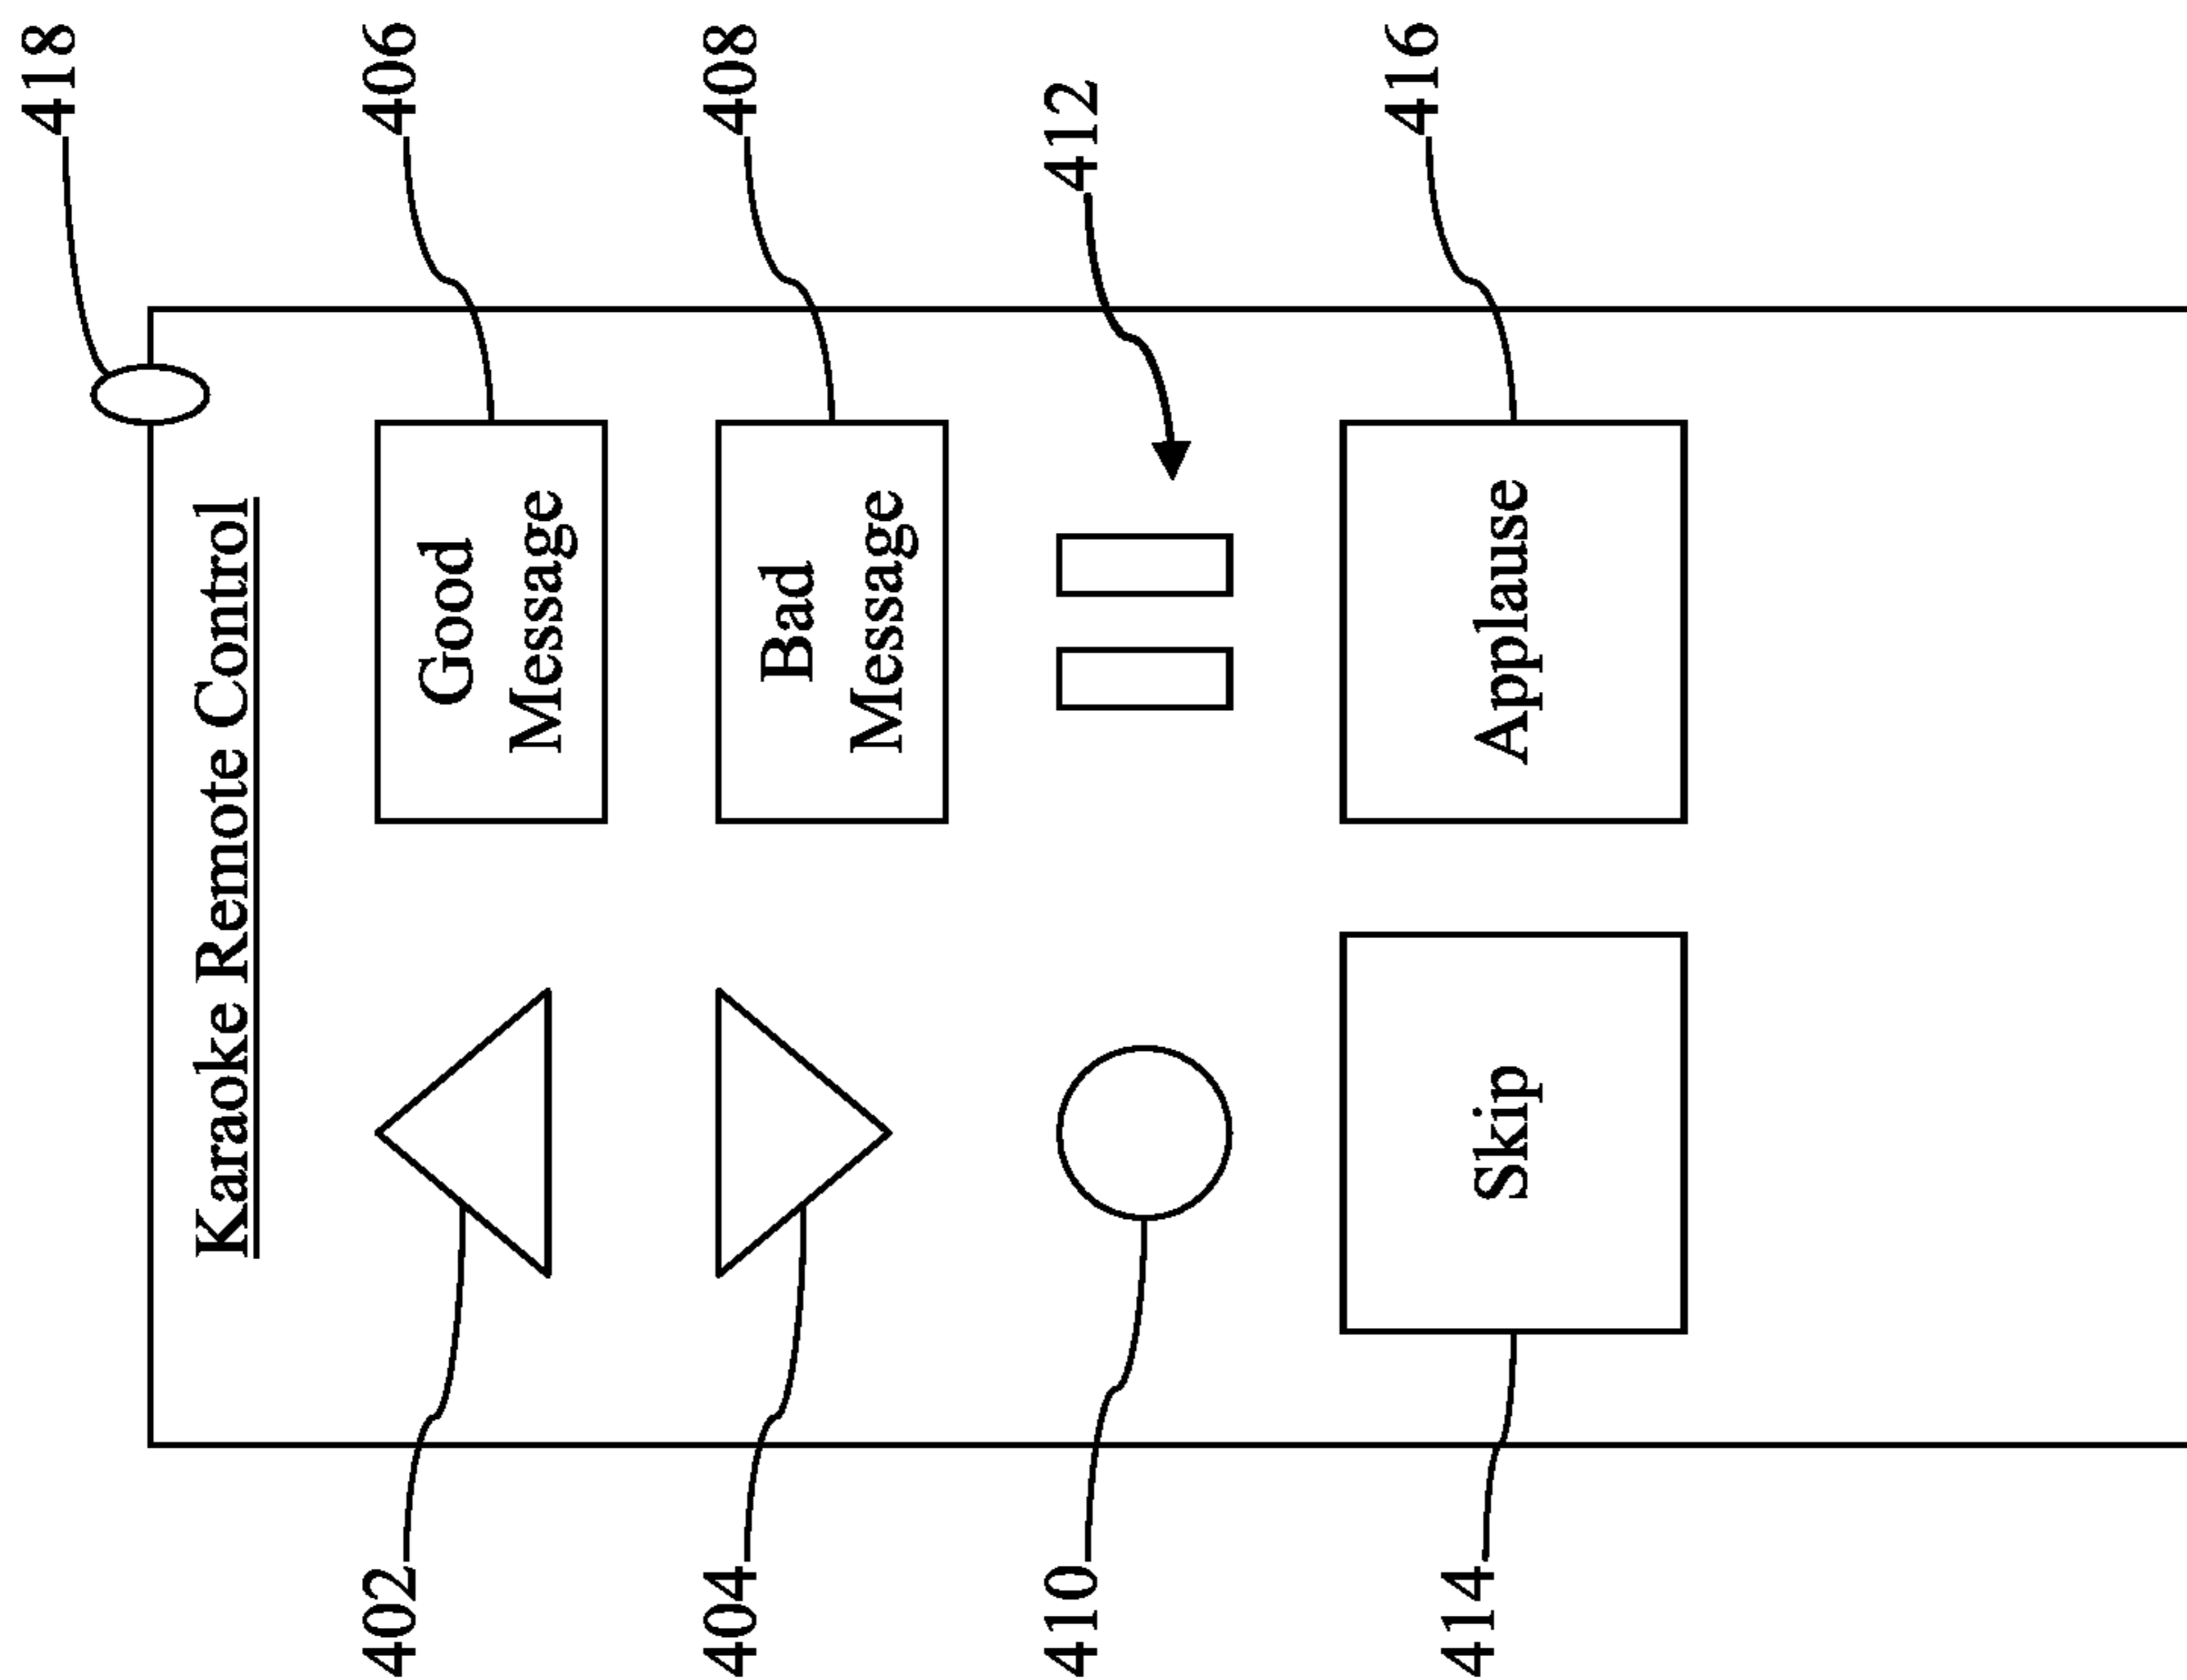 418
Karaoke Remote Control
402
406
Good
Message
404
408
Bad
Message
410
412
414
Skip
416
Applause